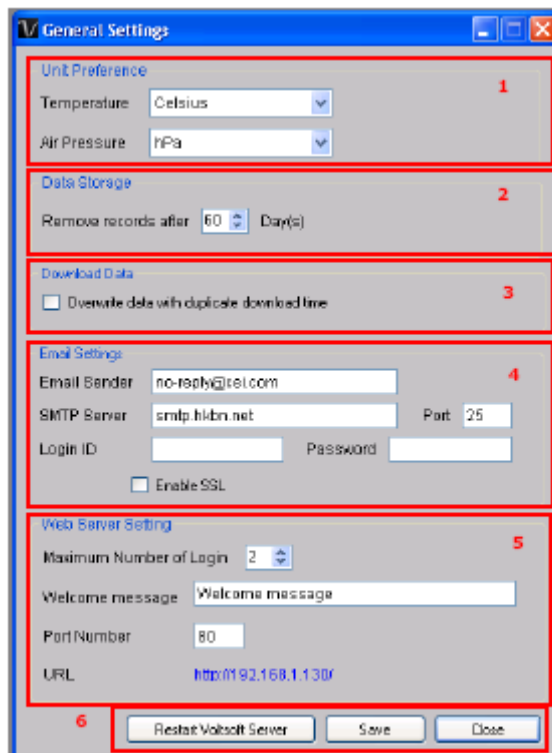 General Settings
Unit Preference
1
Temperature Celsius
Air Pressure hPa
Data Storage
2
Remove records after 60 Day(s)
Download Data
3
Overwrite data with duplicate download time
Email Settings
4
Email Sender no-reply@cei.com
SMTP Server smtp.hkbn.net Port 25
Login ID Password
Enable SSL
Web Server Setting
5
Maximum Number of Login 2
Welcome message Welcome message
Port Number 80
URL http://192.168.1.130/
6
Restart Voltsoft Server Save Close